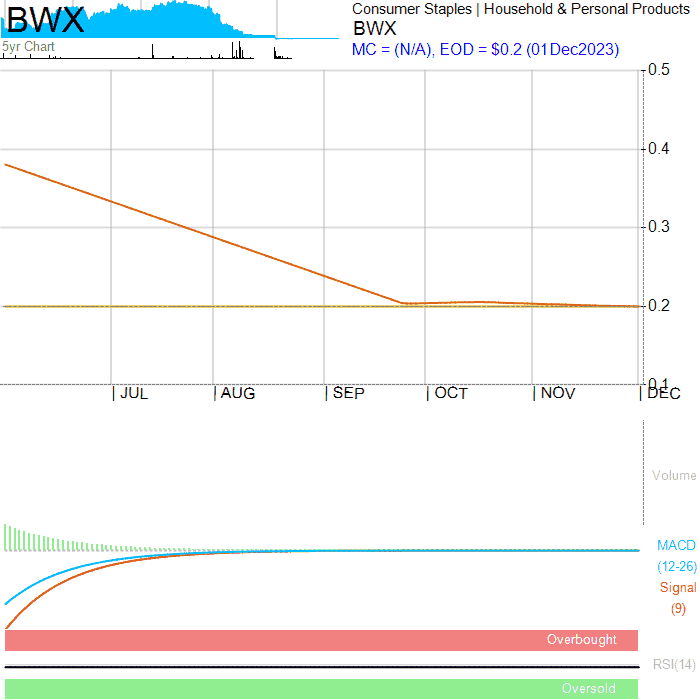 BWX
5yr Chart
Consumer Staples | Household & Personal Products
BWX
MC = (N/A), EOD = $0.2 (01Dec2023)
0.5
0.4
0.3
0.2
0.1
| JUL | AUG | SEP | OCT | NOV | DEC
Volume
MACD
(12-26)
Signal
(9)
Overbought
RSI(14)
Oversold